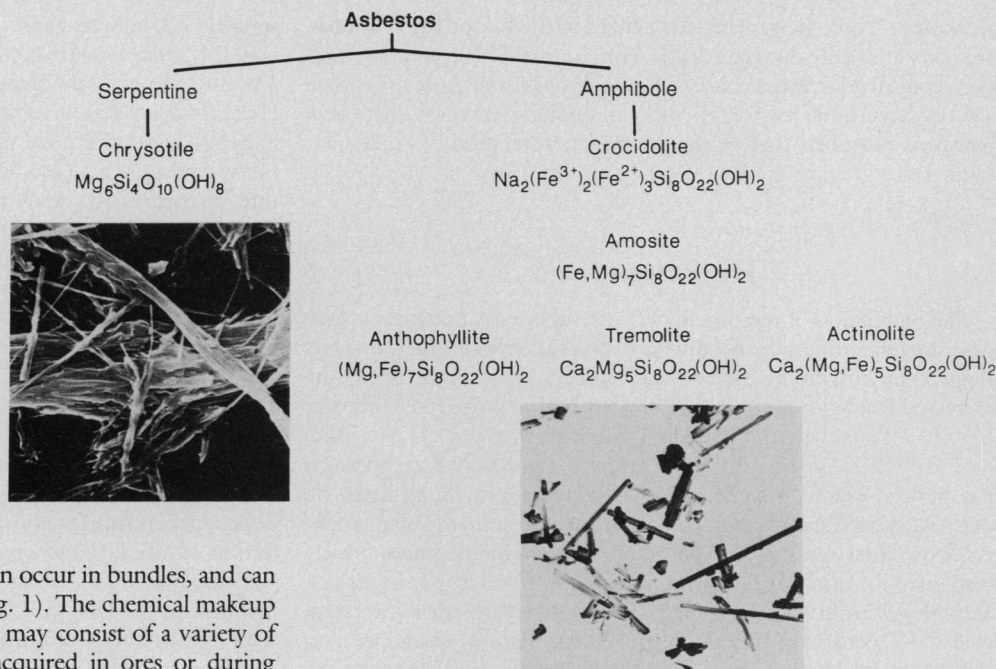 Asbestos
Serpentine
Amphibole
Chrysotile
Mg₆Si₄O₁₀(OH)₈
Crocidolite
Na₂(Fe³⁺)₂(Fe²⁺)₃Si₈O₂₂(OH)₂
Amosite
(Fe,Mg)₇Si₈O₂₂(OH)₂
Anthophyllite
(Mg,Fe)₇Si₈O₂₂(OH)₂
Tremolite
Ca₂Mg₅Si₈O₂₂(OH)₂
Actinolite
Ca₂(Mg,Fe)₅Si₈O₂₂(OH)₂
n occur in bundles, and can
g. 1). The chemical makeup
may consist of a variety of
cquired in ores or during